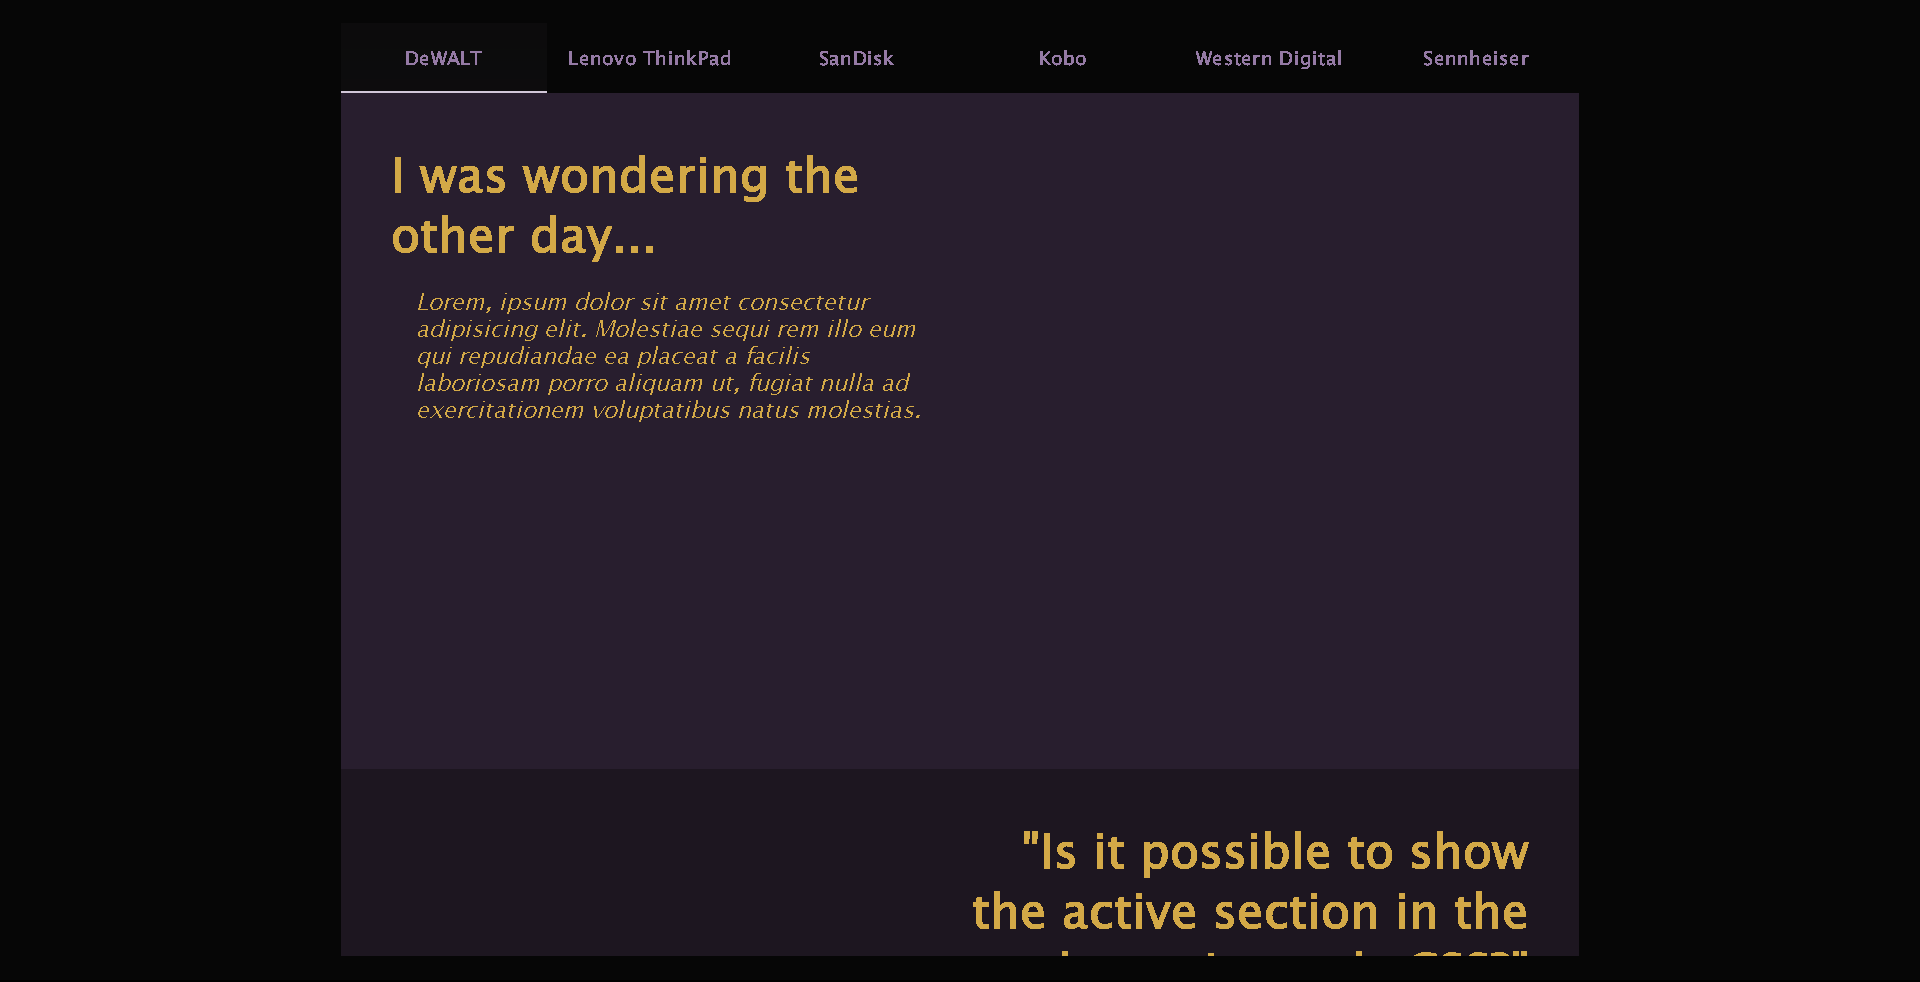 DeWALT Lenovo ThinkPad SanDisk Kobo Western Digital Sennheiser
I was wondering the
other day...
Lorem, ipsum dolor sit amet consectetur
adipisicing elit. Molestiae sequi rem illo eum
qui repudiandae ea placeat a facilis
laboriosam porro aliquam ut, fugiat nulla ad
exercitationem voluptatibus natus molestias.
"Is it possible to show
the active section in the